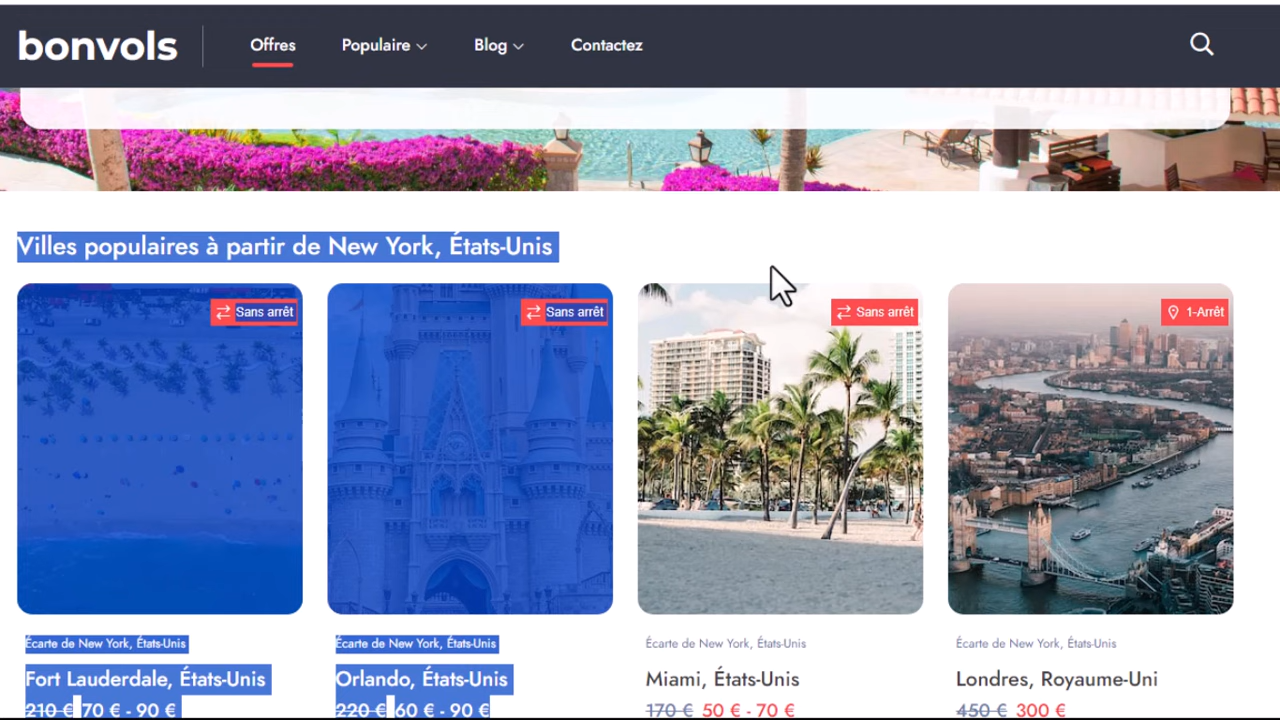 bonvols
Offres
Populaire
Blog
Contactez
Villes populaires à partir de New York, États-Unis
Sans arrêt
Sans arrêt
Sans arrêt
1-Arrêt
Écarte de New York, États-Unis
Écarte de New York, États-Unis
Écarte de New York, États-Unis
Écarte de New York, États-Unis
Fort Lauderdale, États-Unis
Orlando, États-Unis
Miami, États-Unis
Londres, Royaume-Uni
210 € 70 € - 90 €
220 € 60 € - 90 €
170 € 50 € - 70 €
450 € 300 €